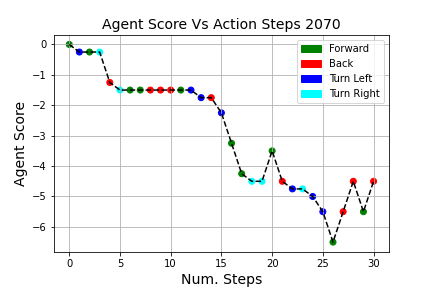 Agent Score Vs Action Steps 2070
Forward
Back
Turn Left
Turn Right
Agent Score
0
−1
−2
−3
−4
−5
−6
0 5 10 15 20 25 30
Num. Steps